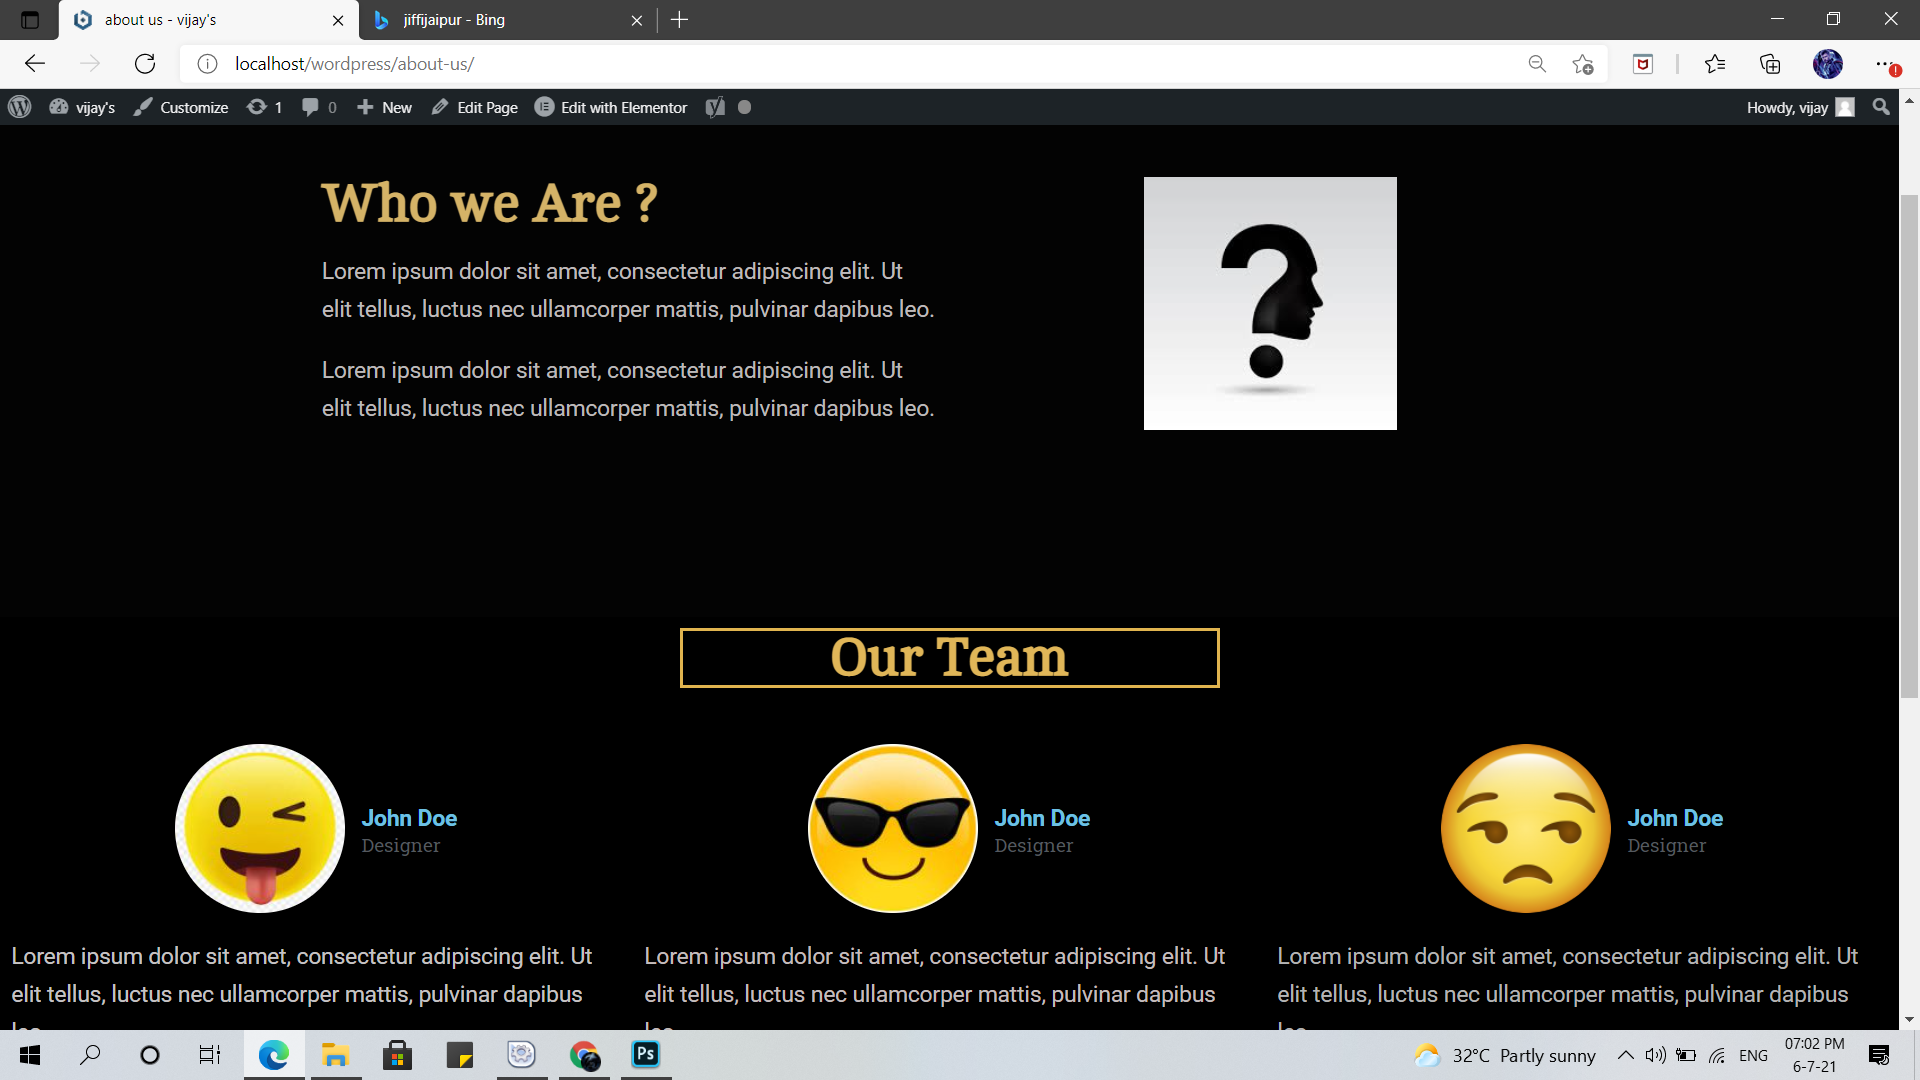 about us - vijay's
jiffijaipur - Bing
localhost/wordpress/about-us/
vijay's
Customize
1
0
New
Edit Page
Edit with Elementor
Howdy, vijay
Who we Are ?
Lorem ipsum dolor sit amet, consectetur adipiscing elit. Ut
elit tellus, luctus nec ullamcorper mattis, pulvinar dapibus leo.
Lorem ipsum dolor sit amet, consectetur adipiscing elit. Ut
elit tellus, luctus nec ullamcorper mattis, pulvinar dapibus leo.
Our Team
John Doe
Designer
John Doe
Designer
John Doe
Designer
Lorem ipsum dolor sit amet, consectetur adipiscing elit. Ut
elit tellus, luctus nec ullamcorper mattis, pulvinar dapibus
leo.
Lorem ipsum dolor sit amet, consectetur adipiscing elit. Ut
elit tellus, luctus nec ullamcorper mattis, pulvinar dapibus
leo.
Lorem ipsum dolor sit amet, consectetur adipiscing elit. Ut
elit tellus, luctus nec ullamcorper mattis, pulvinar dapibus
leo.
Ps
32°C Partly sunny
ENG
07:02 PM
6-7-21
3